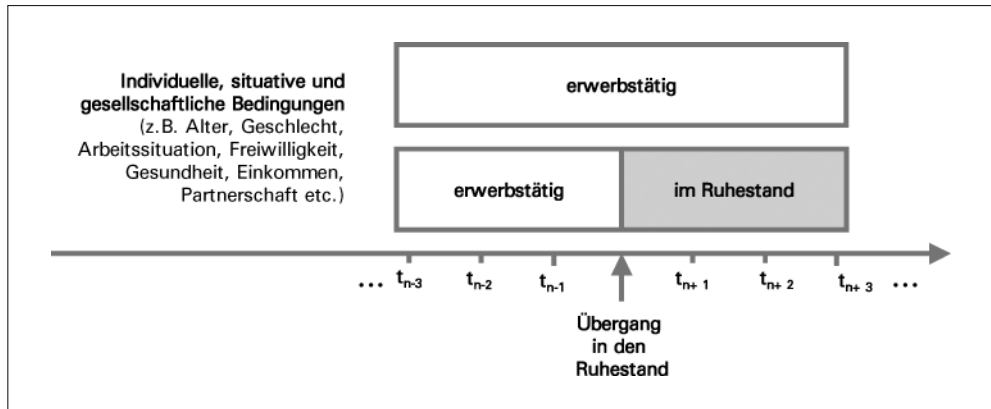 Individuelle, situative und
gesellschaftliche Bedingungen
(z.B. Alter, Geschlecht,
Arbeitssituation, Freiwilligkeit,
Gesundheit, Einkommen,
Partnerschaft etc.)
erwerbstätig
erwerbstätig
im Ruhestand
... tn-3 tn-2 tn-1 tn+ 1 tn+ 2 tn+ 3 ...
Übergang
in den
Ruhestand